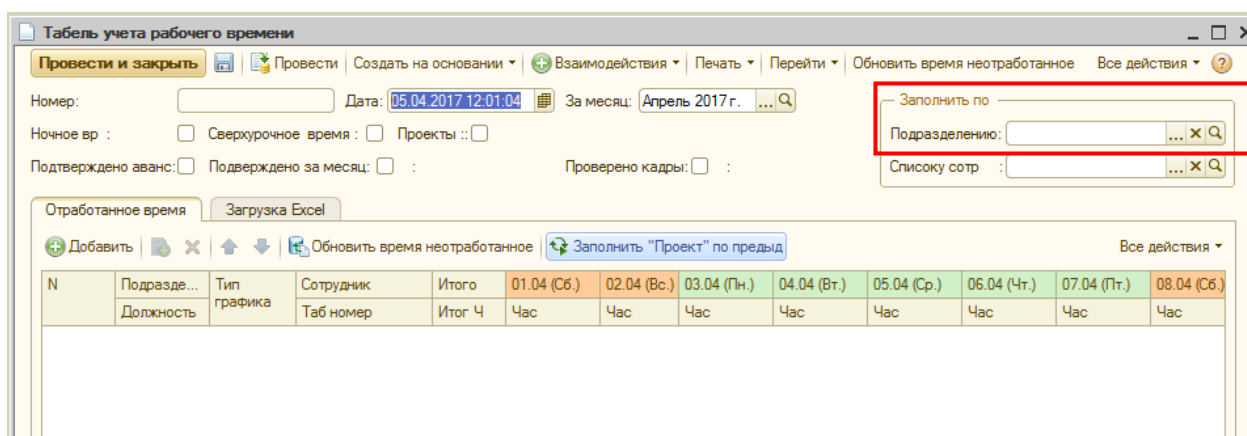 Табель учета рабочего времени
Провести и закрыть Провести Создать на основании Взаимодействия Печать Перейти Обновить время неотработанное Все действия ?
Номер: Дата: 05.04.2017 12:01:04 За месяц: Апрель 2017 г. ... Заполнить по
Ночное вр : Сверхурочное время : Проекты :: Подразделению: ...
Подтверждено аванс: Подверждено за месяц: : Проверено кадры: : Списоку сотр : ...
Отработанное время Загрузка Excel
Добавить Обновить время неотработанное Заполнить "Проект" по предыд Все действия
N Подразде... Тип графика Сотрудник Итого 01.04 (Сб.) 02.04 (Вс.) 03.04 (Пн.) 04.04 (Вт.) 05.04 (Ср.) 06.04 (Чт.) 07.04 (Пт.) 08.04 (Сб.)
Должность Таб номер Итог Ч Час Час Час Час Час Час Час Час